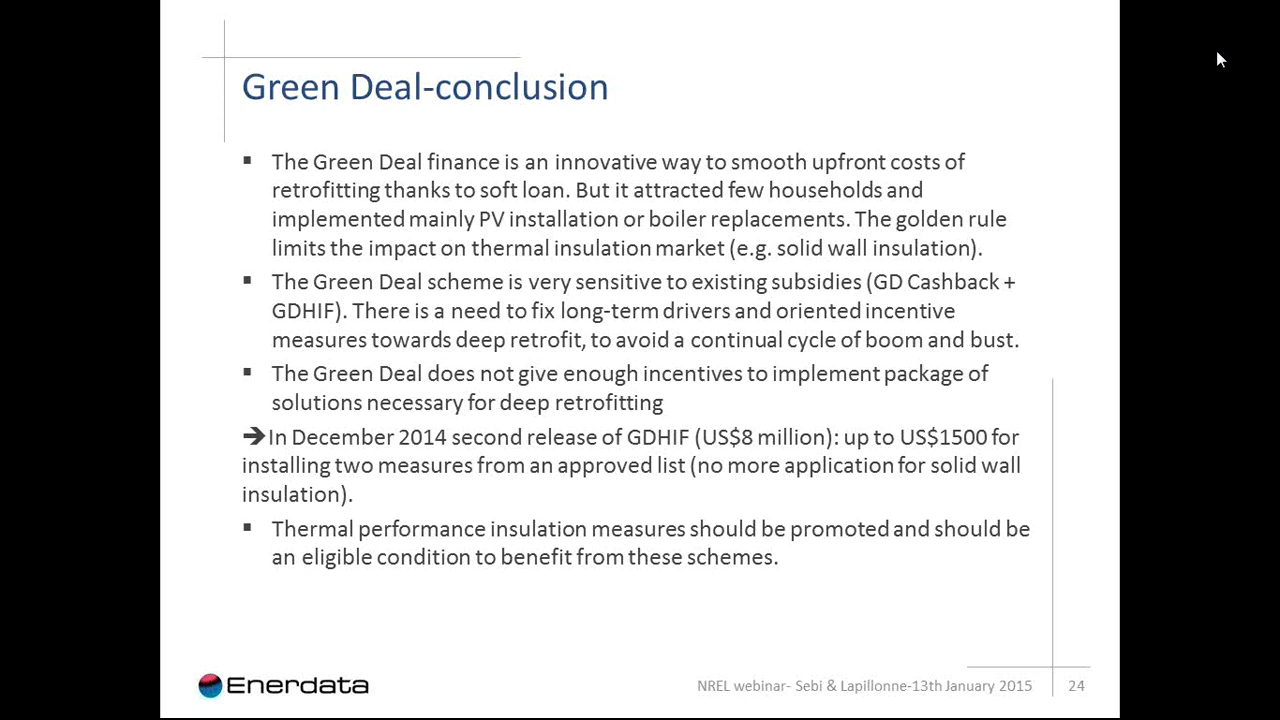 Green Deal-conclusion
▪ The Green Deal finance is an innovative way to smooth upfront costs of
retrofitting thanks to soft loan. But it attracted few households and
implemented mainly PV installation or boiler replacements. The golden rule
limits the impact on thermal insulation market (e.g. solid wall insulation).
▪ The Green Deal scheme is very sensitive to existing subsidies (GD Cashback +
GDHIF). There is a need to fix long-term drivers and oriented incentive
measures towards deep retrofit, to avoid a continual cycle of boom and bust.
▪ The Green Deal does not give enough incentives to implement package of
solutions necessary for deep retrofitting
➔In December 2014 second release of GDHIF (US$8 million): up to US$1500 for
installing two measures from an approved list (no more application for solid wall
insulation).
▪ Thermal performance insulation measures should be promoted and should be
an eligible condition to benefit from these schemes.
Enerdata
NREL webinar- Sebi & Lapillonne-13th January 2015 24